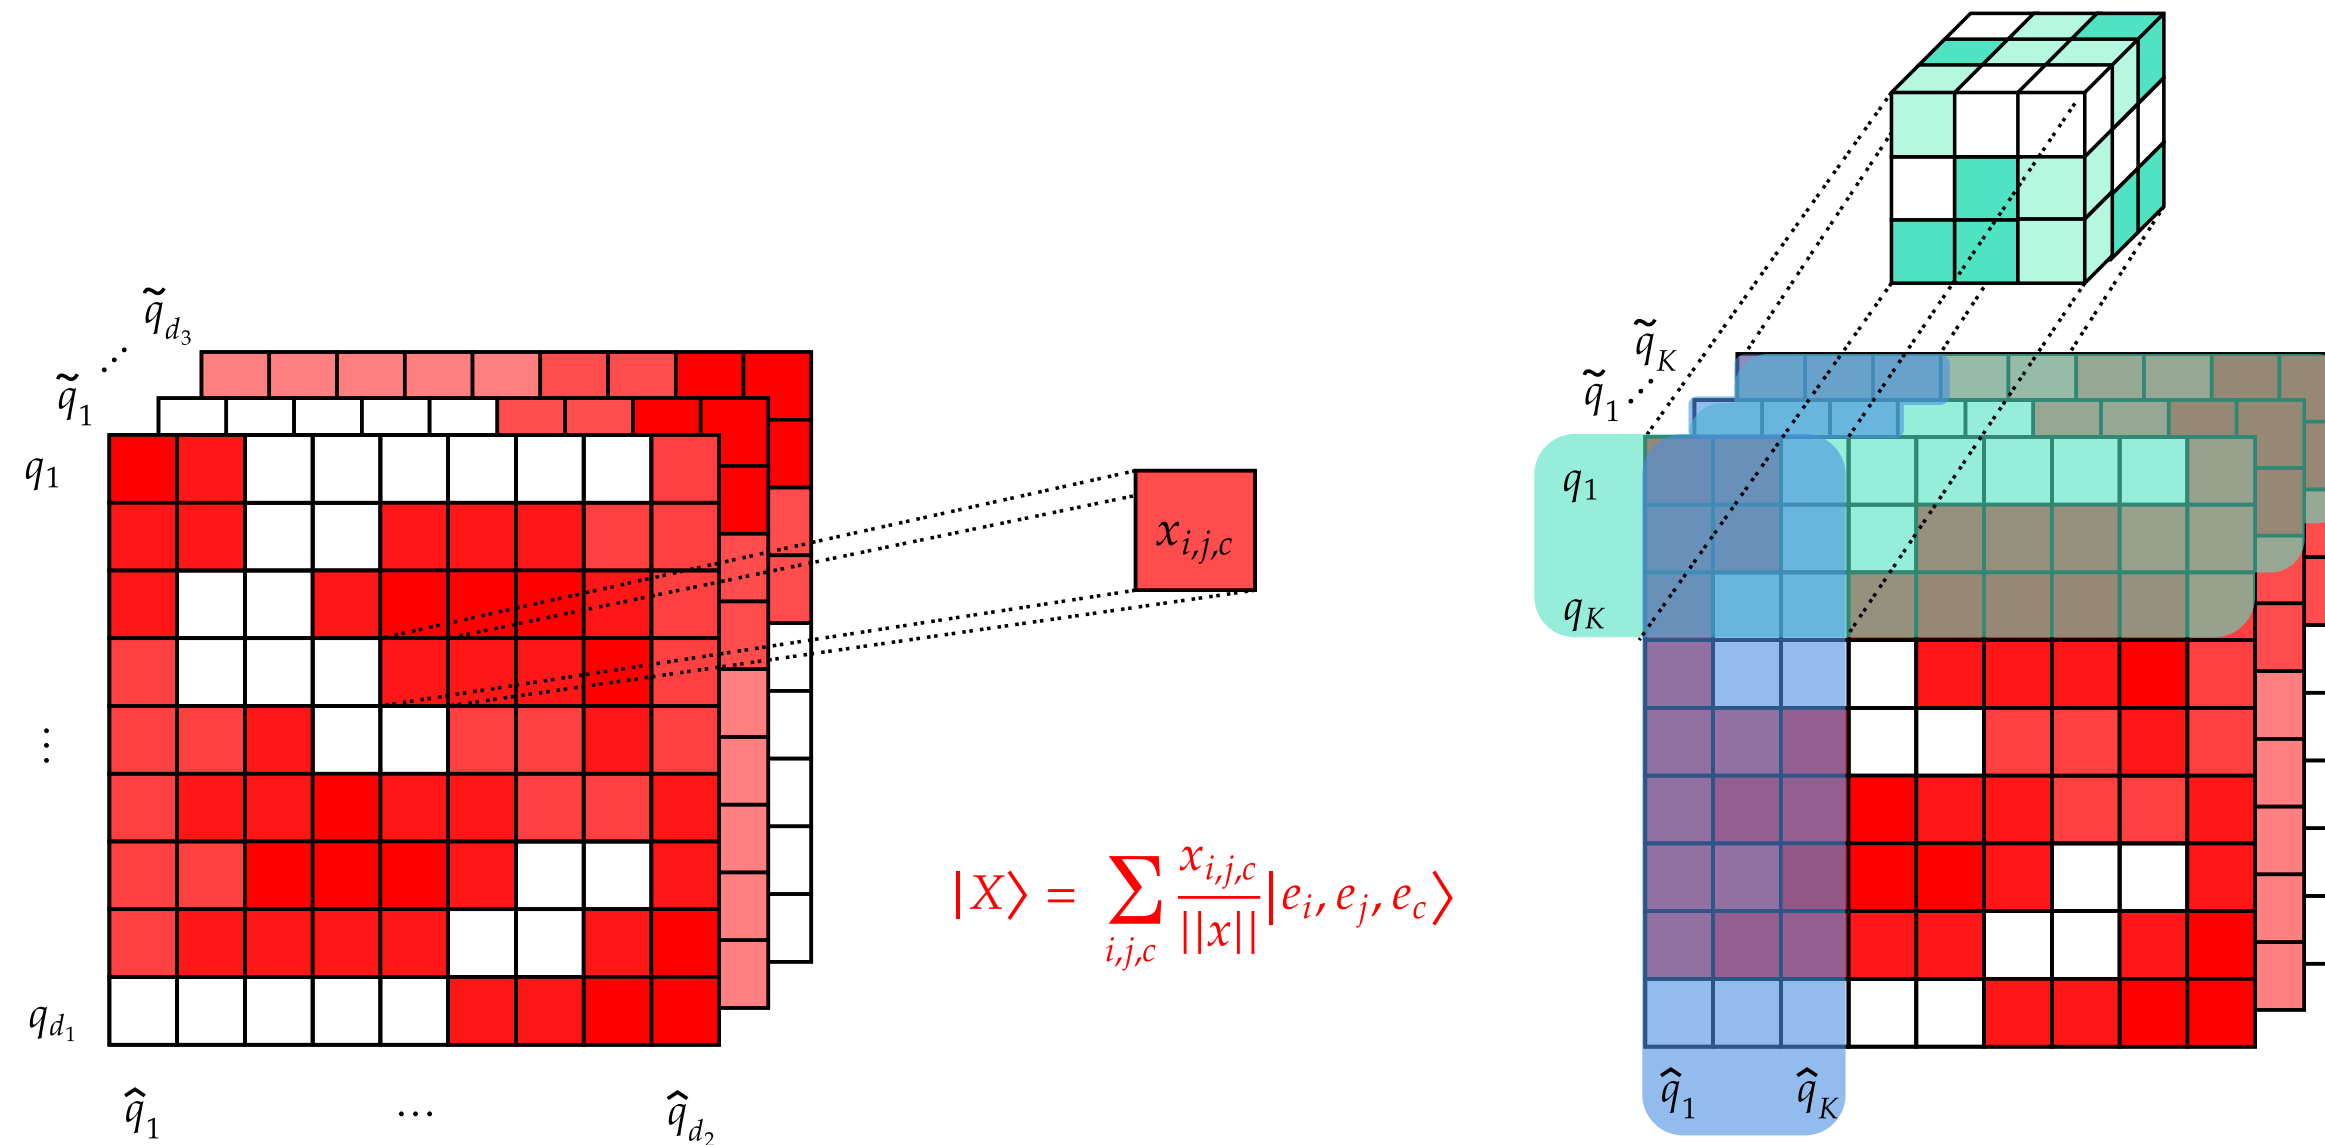 q̃_{d_3}
⋰
q̃_1
q_1
⋮
q_{d_1}
q̂_1 ⋯ q̂_{d_2}
x_{i,j,c}
|X⟩ = ∑_{i,j,c} x_{i,j,c}/||x|| |e_i, e_j, e_c⟩
q̃_K
⋰
q̃_1
q_1
q_K
q̂_1 q̂_K